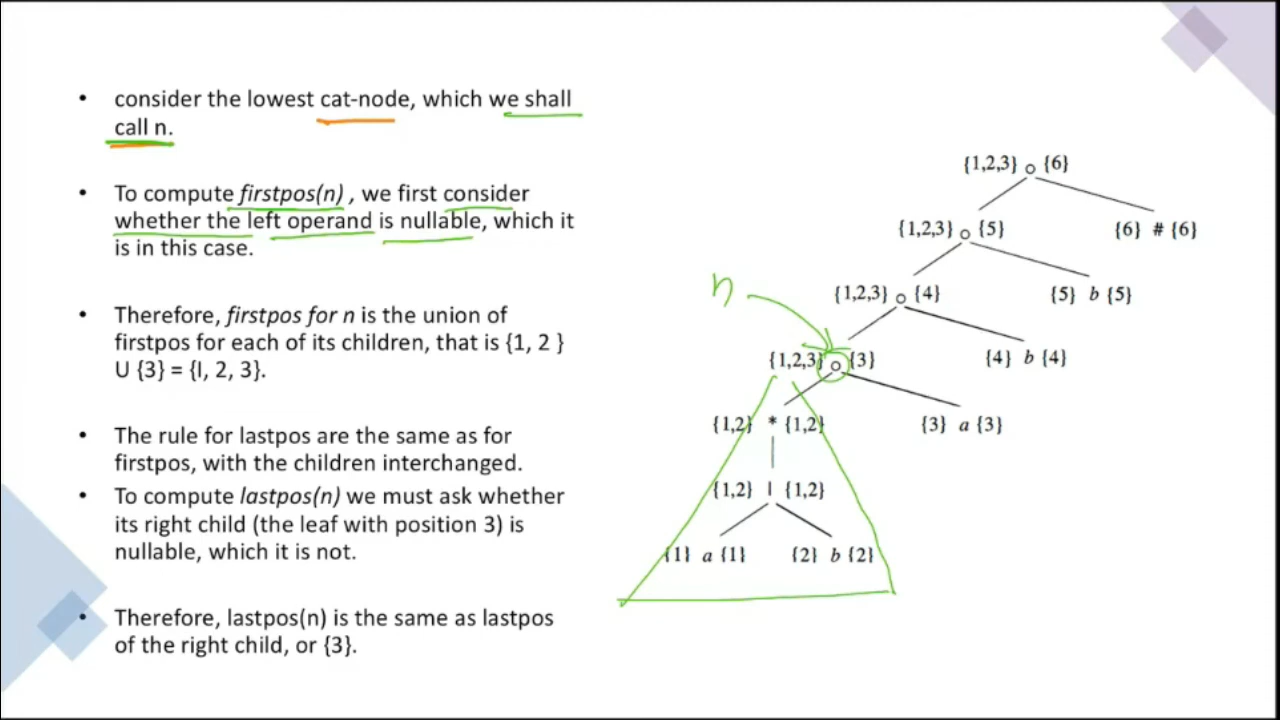 • consider the lowest cat-node, which we shall
call n.
• To compute firstpos(n) , we first consider
whether the left operand is nullable, which it
is in this case.
• Therefore, firstpos for n is the union of
firstpos for each of its children, that is {1, 2 }
U {3} = {I, 2, 3}.
• The rule for lastpos are the same as for
firstpos, with the children interchanged.
• To compute lastpos(n) we must ask whether
its right child (the leaf with position 3) is
nullable, which it is not.
• Therefore, lastpos(n) is the same as lastpos
of the right child, or {3}.
{1,2,3} {6}
{1,2,3} {5} {6} # {6}
n {1,2,3} {4} {5} b {5}
{1,2,3} {3} {4} b {4}
{1,2} * {1,2} {3} a {3}
{1,2} | {1,2}
{1} a {1} {2} b {2}